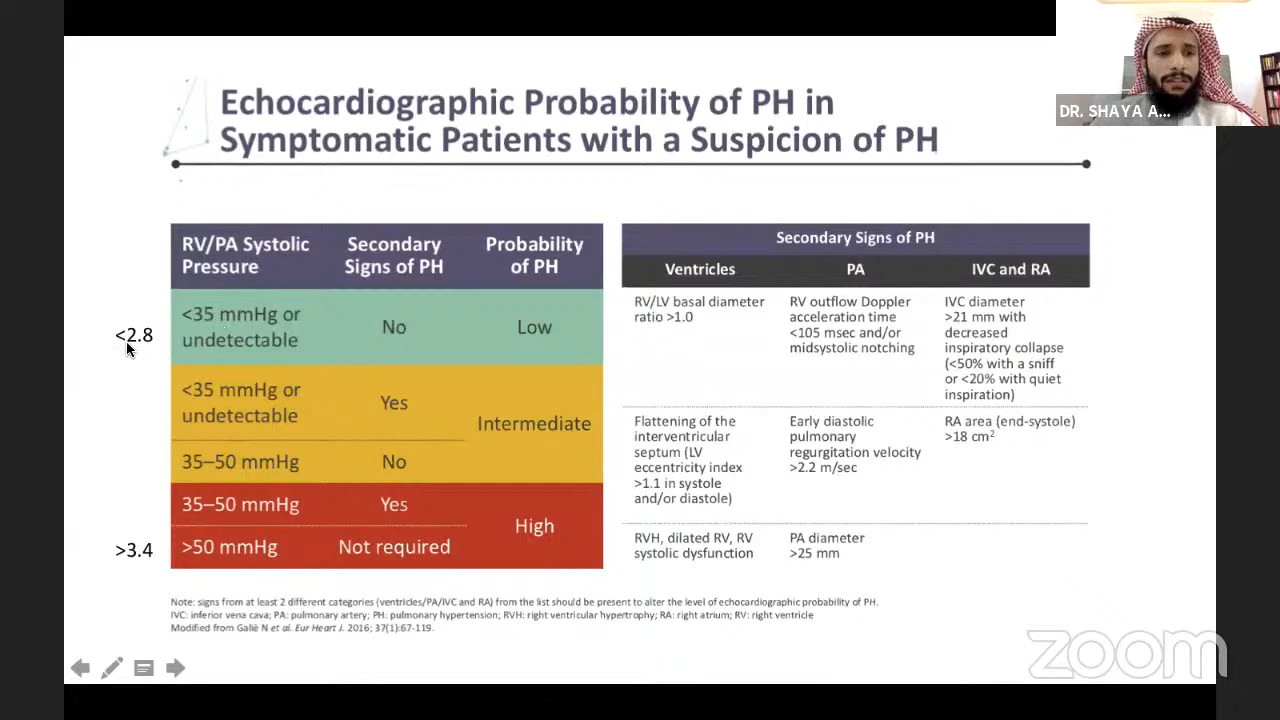 DR. SHAYA A...
Echocardiographic Probability of PH in
Symptomatic Patients with a Suspicion of PH
RV/PA Systolic
Pressure
Secondary
Signs of PH
Probability
of PH
<2.8
<35 mmHg or
undetectable
No
Low
<35 mmHg or
undetectable
Yes
Intermediate
35–50 mmHg
No
35–50 mmHg
Yes
High
>3.4
>50 mmHg
Not required
Secondary Signs of PH
Ventricles
PA
IVC and RA
RV/LV basal diameter
ratio >1.0
RV outflow Doppler
acceleration time
<105 msec and/or
midsystolic notching
IVC diameter
>21 mm with
decreased
inspiratory collapse
(<50% with a sniff
or <20% with quiet
inspiration)
Flattening of the
interventricular
septum (LV
eccentricity index
>1.1 in systole
and/or diastole)
Early diastolic
pulmonary
regurgitation velocity
>2.2 m/sec
RA area (end-systole)
>18 cm²
RVH, dilated RV, RV
systolic dysfunction
PA diameter
>25 mm
Note: signs from at least 2 different categories (ventricles/PA/IVC and RA) from the list should be present to alter the level of echocardiographic probability of PH.
IVC: inferior vena cava; PA: pulmonary artery; PH: pulmonary hypertension; RVH: right ventricular hypertrophy; RA: right atrium; RV: right ventricle
Modified from Galiè N et al. Eur Heart J. 2016; 37(1):67-119.
zoom